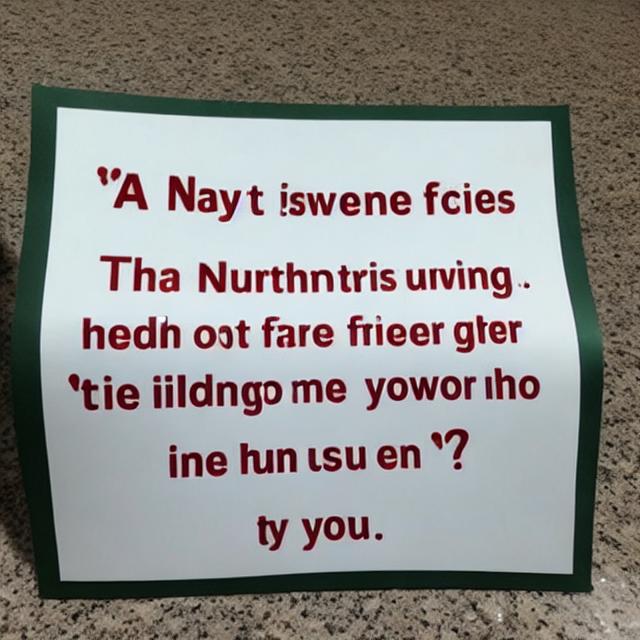 "A Nayt iswene fcies
Tha Nurthntris urving..
hedh oot fare frieer gter
'tie iildngo me yowor iho
ine hun usu en "?
ty you.